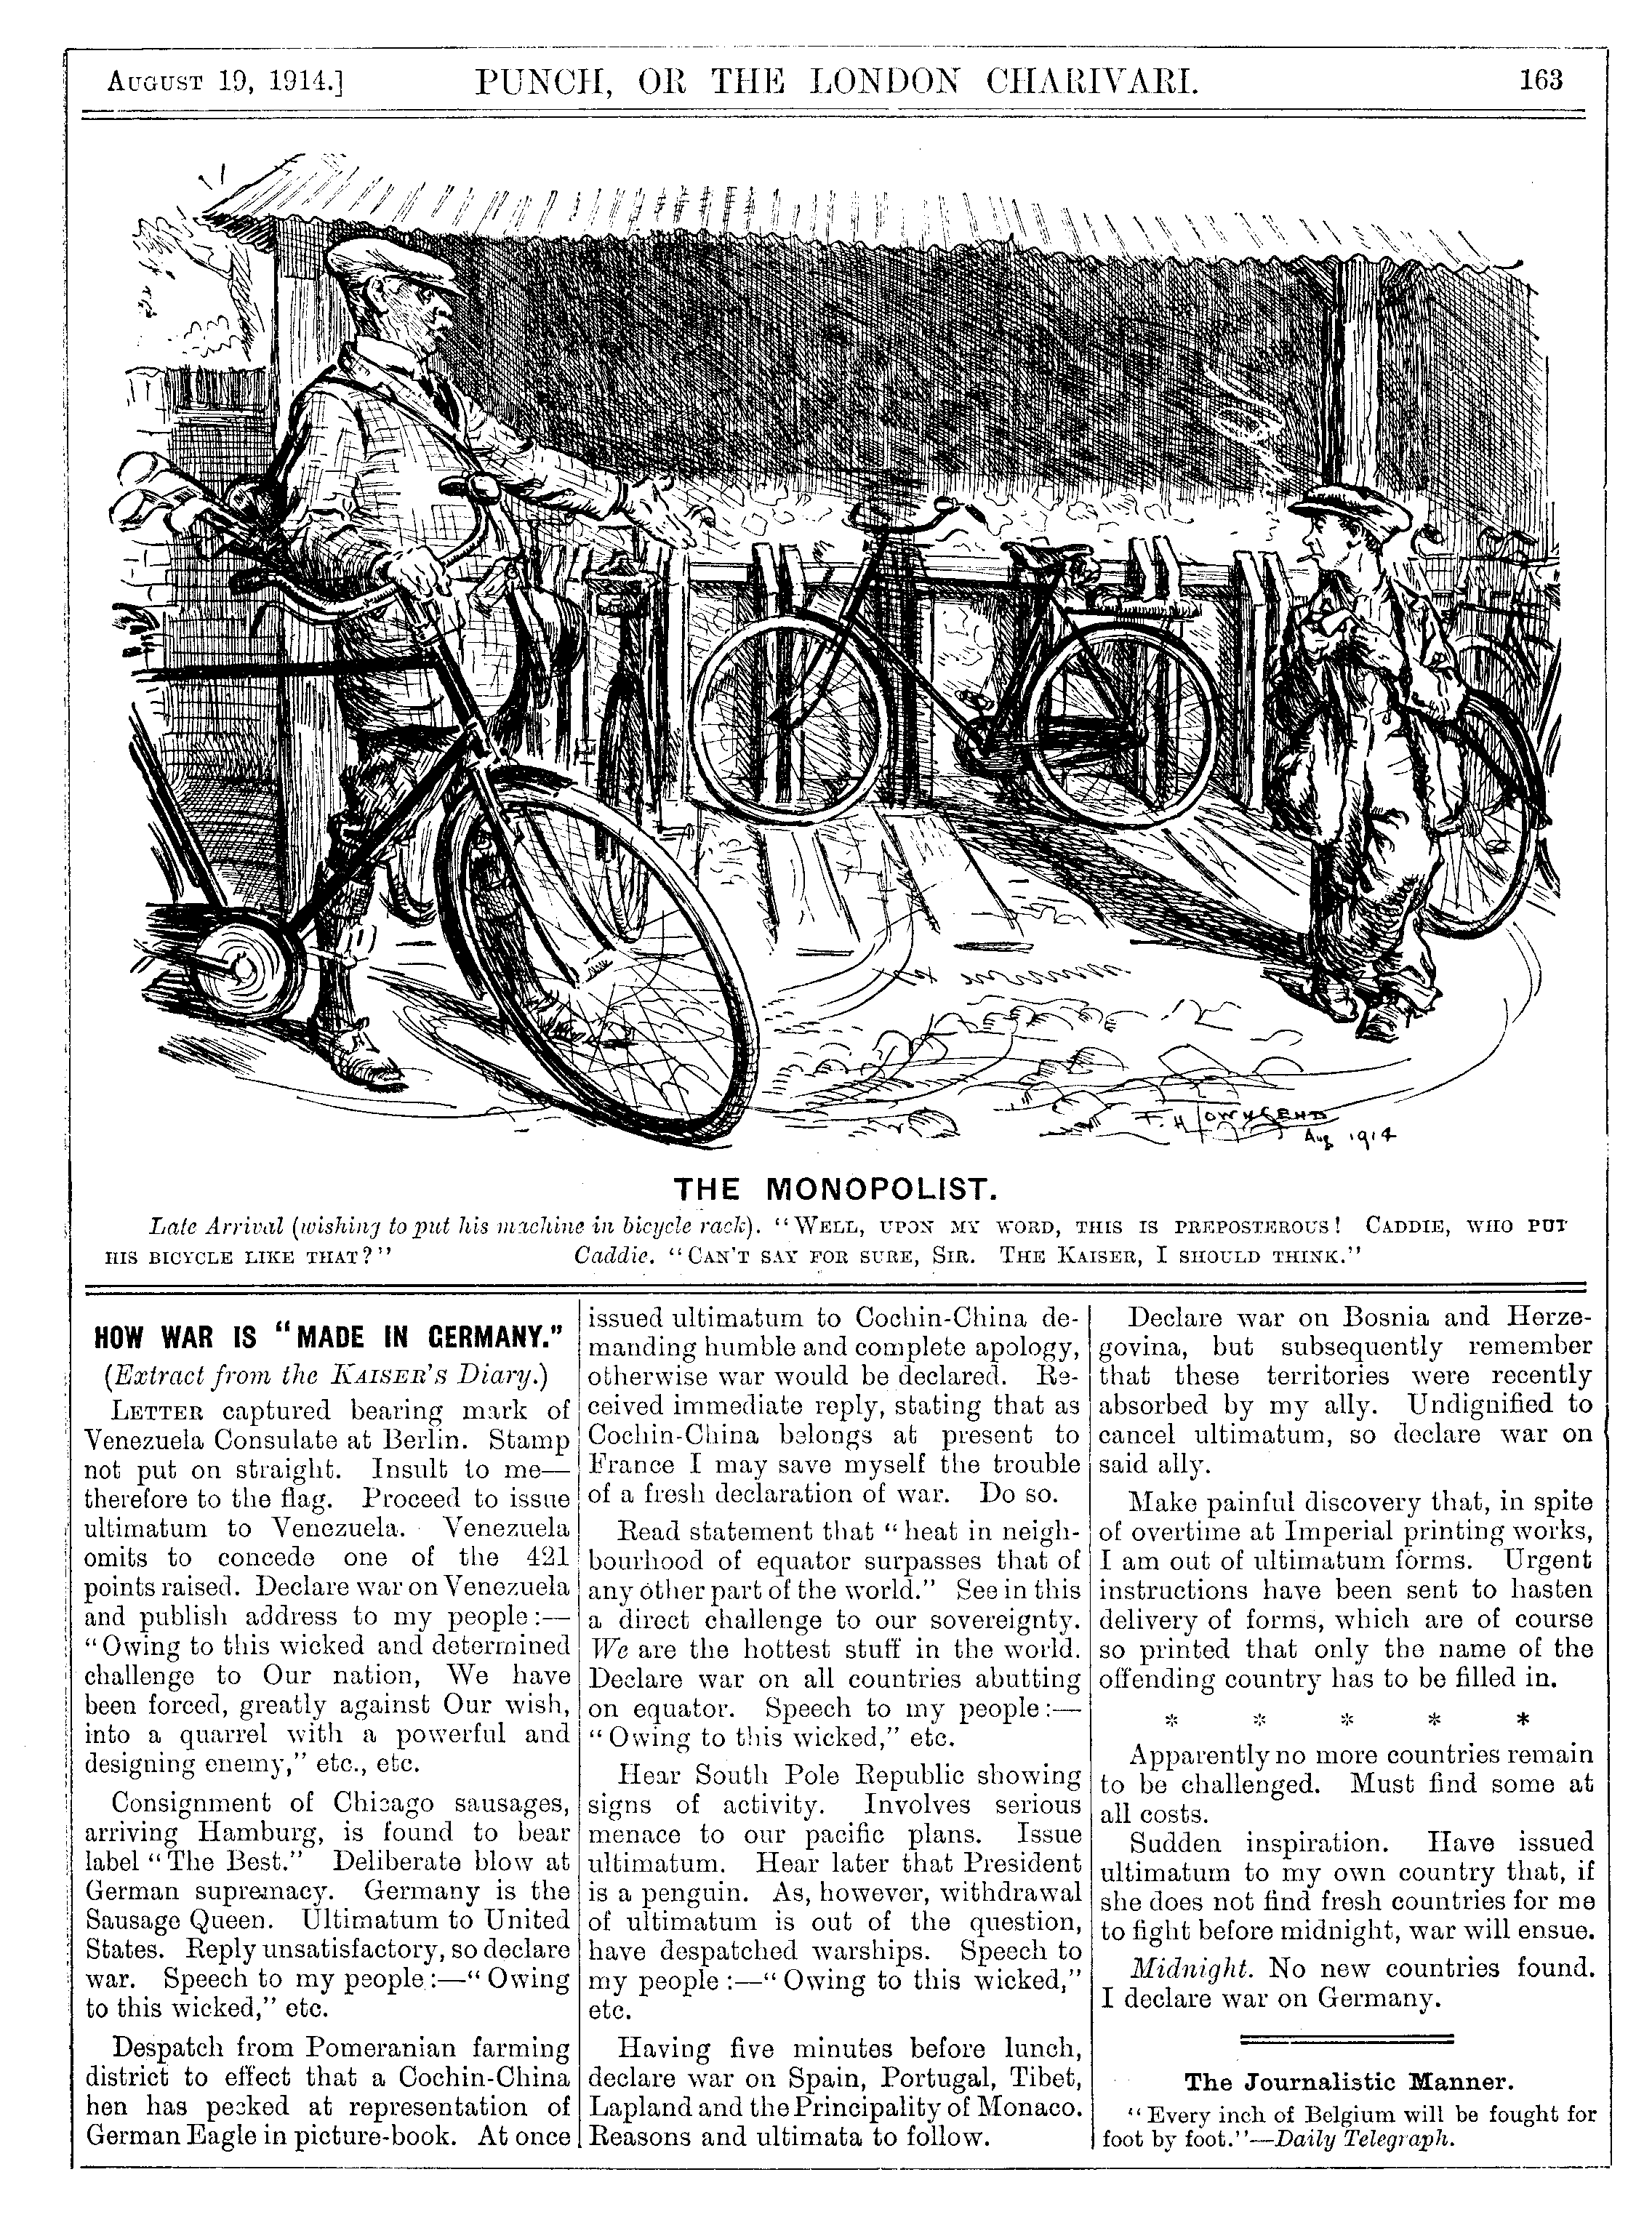 AUGUST 19, 1914.] PUNCH, OR THE LONDON CHARIVARI. 163
F. H. TOWNSEND
Aug 1914
THE MONOPOLIST.
Late Arrival (wishing to put his machine in bicycle rack). "WELL, UPON MY WORD, THIS IS PREPOSTEROUS! CADDIE, WHO PUT
HIS BICYCLE LIKE THAT?" Caddie. "CAN'T SAY FOR SURE, SIR. THE KAISER, I SHOULD THINK."
HOW WAR IS "MADE IN GERMANY."
(Extract from the KAISER'S Diary.)
LETTER captured bearing mark of
Venezuela Consulate at Berlin. Stamp
not put on straight. Insult to me—
therefore to the flag. Proceed to issue
ultimatum to Venezuela. Venezuela
omits to concede one of the 421
points raised. Declare war on Venezuela
and publish address to my people:—
"Owing to this wicked and determined
challenge to Our nation, We have
been forced, greatly against Our wish,
into a quarrel with a powerful and
designing enemy," etc., etc.
Consignment of Chicago sausages,
arriving Hamburg, is found to bear
label "The Best." Deliberate blow at
German supremacy. Germany is the
Sausage Queen. Ultimatum to United
States. Reply unsatisfactory, so declare
war. Speech to my people:—"Owing
to this wicked," etc.
Despatch from Pomeranian farming
district to effect that a Cochin-China
hen has pecked at representation of
German Eagle in picture-book. At once
issued ultimatum to Cochin-China de-
manding humble and complete apology,
otherwise war would be declared. Re-
ceived immediate reply, stating that as
Cochin-China belongs at present to
France I may save myself the trouble
of a fresh declaration of war. Do so.
Read statement that "heat in neigh-
bourhood of equator surpasses that of
any other part of the world." See in this
a direct challenge to our sovereignty.
We are the hottest stuff in the world.
Declare war on all countries abutting
on equator. Speech to my people:—
"Owing to this wicked," etc.
Hear South Pole Republic showing
signs of activity. Involves serious
menace to our pacific plans. Issue
ultimatum. Hear later that President
is a penguin. As, however, withdrawal
of ultimatum is out of the question,
have despatched warships. Speech to
my people:—"Owing to this wicked,"
etc.
Having five minutes before lunch,
declare war on Spain, Portugal, Tibet,
Lapland and the Principality of Monaco.
Reasons and ultimata to follow.
Declare war on Bosnia and Herze-
govina, but subsequently remember
that these territories were recently
absorbed by my ally. Undignified to
cancel ultimatum, so declare war on
said ally.
Make painful discovery that, in spite
of overtime at Imperial printing works,
I am out of ultimatum forms. Urgent
instructions have been sent to hasten
delivery of forms, which are of course
so printed that only the name of the
offending country has to be filled in.
* * * * *
Apparently no more countries remain
to be challenged. Must find some at
all costs.
Sudden inspiration. Have issued
ultimatum to my own country that, if
she does not find fresh countries for me
to fight before midnight, war will ensue.
Midnight. No new countries found.
I declare war on Germany.
The Journalistic Manner.
"Every inch of Belgium will be fought for
foot by foot."—Daily Telegraph.